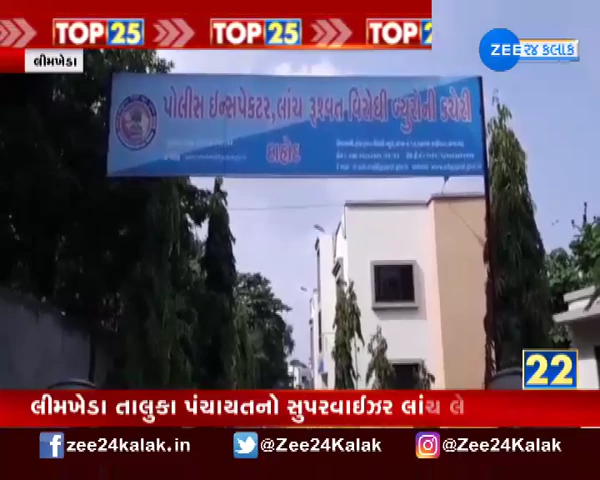 TOP 25 TOP 25 TOP 2
લીમખેડા
ZEE ૨૪ કલાક
પોલીસ ઇન્સપેક્ટર, લાંચ રૂશ્વત વિરોધી બ્યુરોની કચેરી
દાહોદ
22
લીમખેડા તાલુકા પંચાયતનો સુપરવાઈઝર લાંચ લે
zee24kalak.in @Zee24Kalak @Zee24Kalak